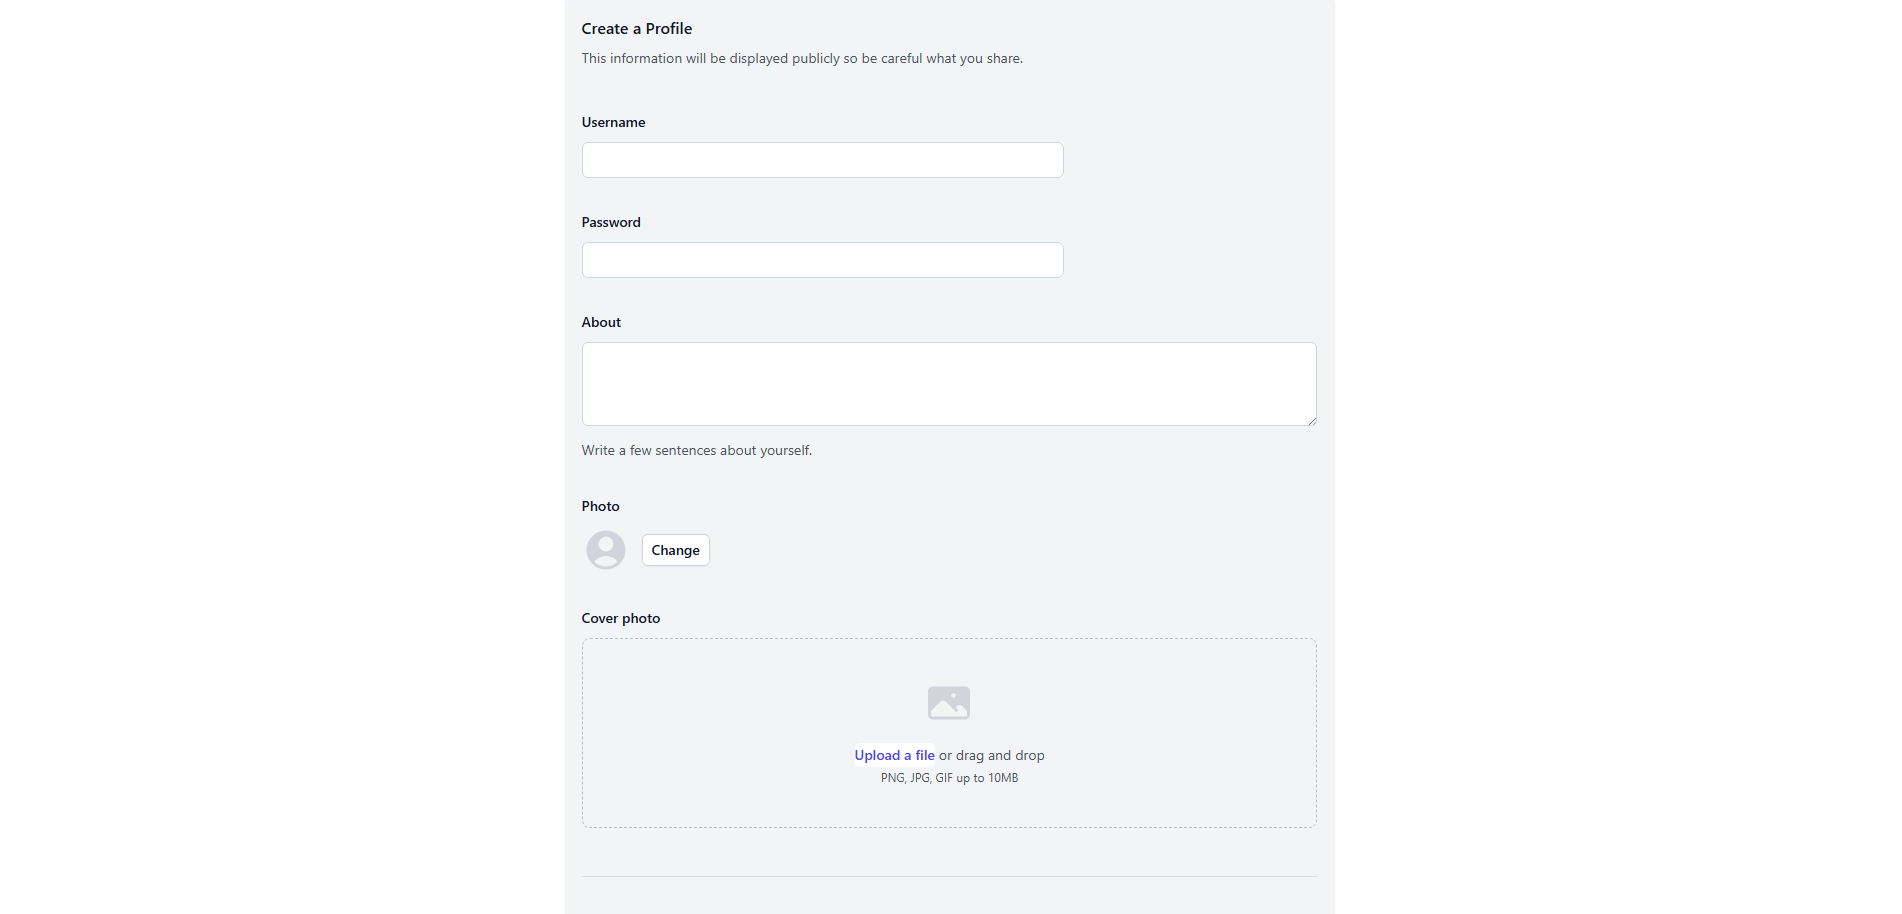 Create a Profile
This information will be displayed publicly so be careful what you share.
Username
Password
About
Write a few sentences about yourself.
Photo
Change
Cover photo
Upload a file or drag and drop
PNG, JPG, GIF up to 10MB